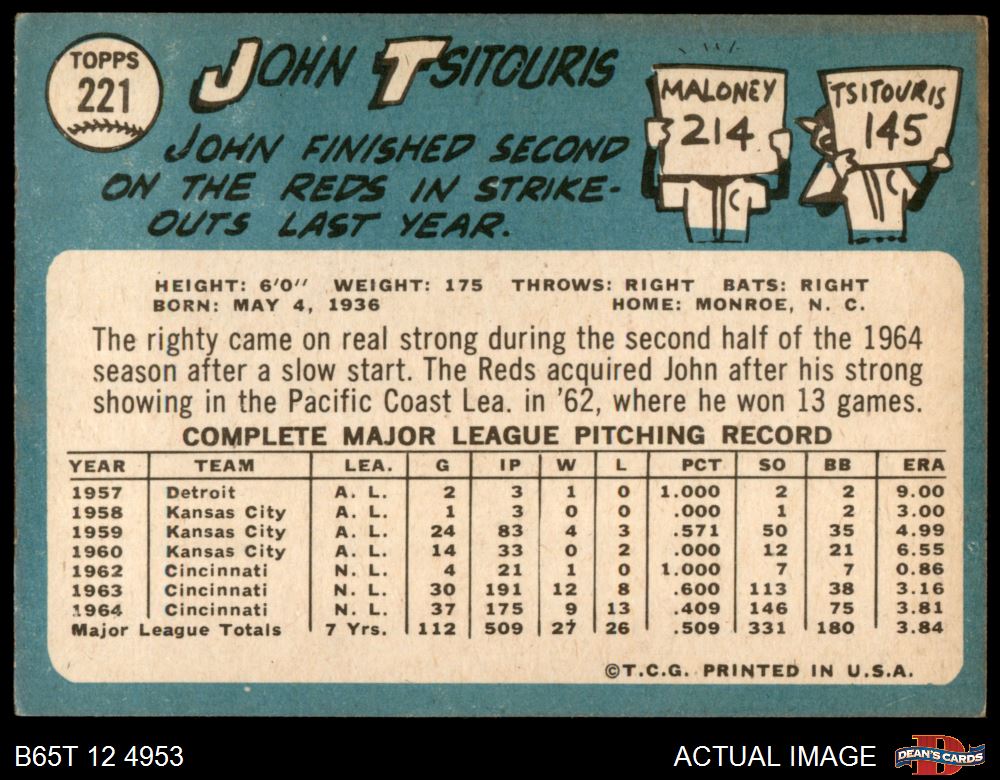 TOPPS
221
JOHN TSITOURIS
JOHN FINISHED SECOND
ON THE REDS IN STRIKE-
OUTS LAST YEAR.
MALONEY
214
TSITOURIS
145
HEIGHT: 6'0" WEIGHT: 175 THROWS: RIGHT BATS: RIGHT
BORN: MAY 4, 1936 HOME: MONROE, N. C.
The righty came on real strong during the second half of the 1964
season after a slow start. The Reds acquired John after his strong
showing in the Pacific Coast Lea. in '62, where he won 13 games.
COMPLETE MAJOR LEAGUE PITCHING RECORD
YEAR TEAM LEA. G IP W L PCT SO BB ERA
1957 Detroit A. L. 2 3 1 0 1.000 2 2 9.00
1958 Kansas City A. L. 1 3 0 0 .000 1 2 3.00
1959 Kansas City A. L. 24 83 4 3 .571 50 35 4.99
1960 Kansas City A. L. 14 33 0 2 .000 12 21 6.55
1962 Cincinnati N. L. 4 21 1 0 1.000 7 7 0.86
1963 Cincinnati N. L. 30 191 12 8 .600 113 38 3.16
1964 Cincinnati N. L. 37 175 9 13 .409 146 75 3.81
Major League Totals 7 Yrs. 112 509 27 26 .509 331 180 3.84
©T.C.G. PRINTED IN U.S.A.
B65T 12 4953
ACTUAL IMAGE
D
DEAN'S CARDS